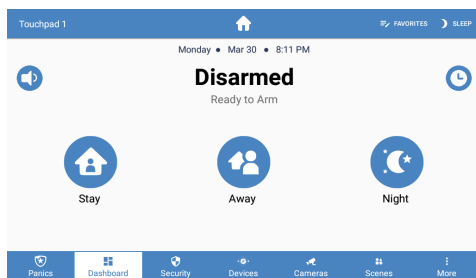 Touchpad 1
FAVORITES
SLEEP
Monday ● Mar 30 ● 8:11 PM
Disarmed
Ready to Arm
Stay
Away
Night
Panics
Dashboard
Security
Devices
Cameras
Scenes
More